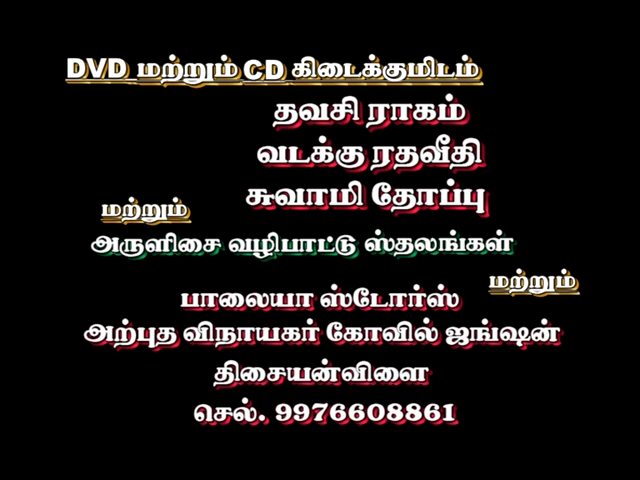 DVD மற்றும் CD கிடைக்குமிடம்
தவசி ராகம்
வடக்கு ரதவீதி
சுவாமி தோப்பு
மற்றும்
அருளிசை வழிபாட்டு ஸ்தலங்கள்
மற்றும்
பாலையா ஸ்டோர்ஸ்
அற்புத விநாயகர் கோவில் ஜங்ஷன்
திசையன்விளை
செல். 9976608861